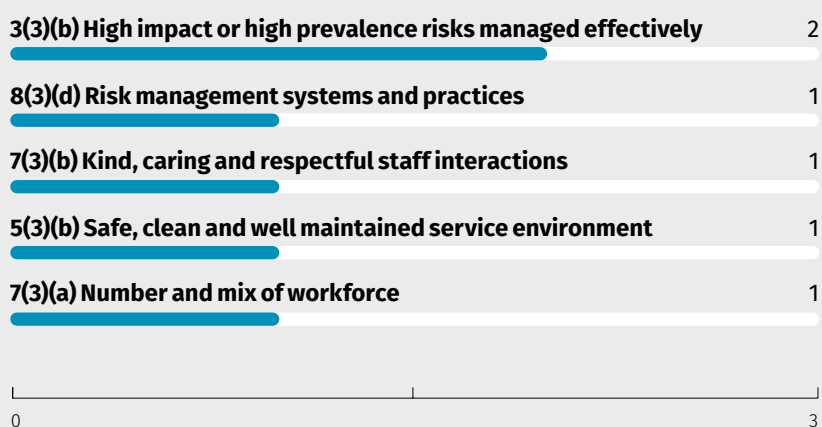 3(3)(b) High impact or high prevalence risks managed effectively 2
8(3)(d) Risk management systems and practices 1
7(3)(b) Kind, caring and respectful staff interactions 1
5(3)(b) Safe, clean and well maintained service environment 1
7(3)(a) Number and mix of workforce 1
0 3